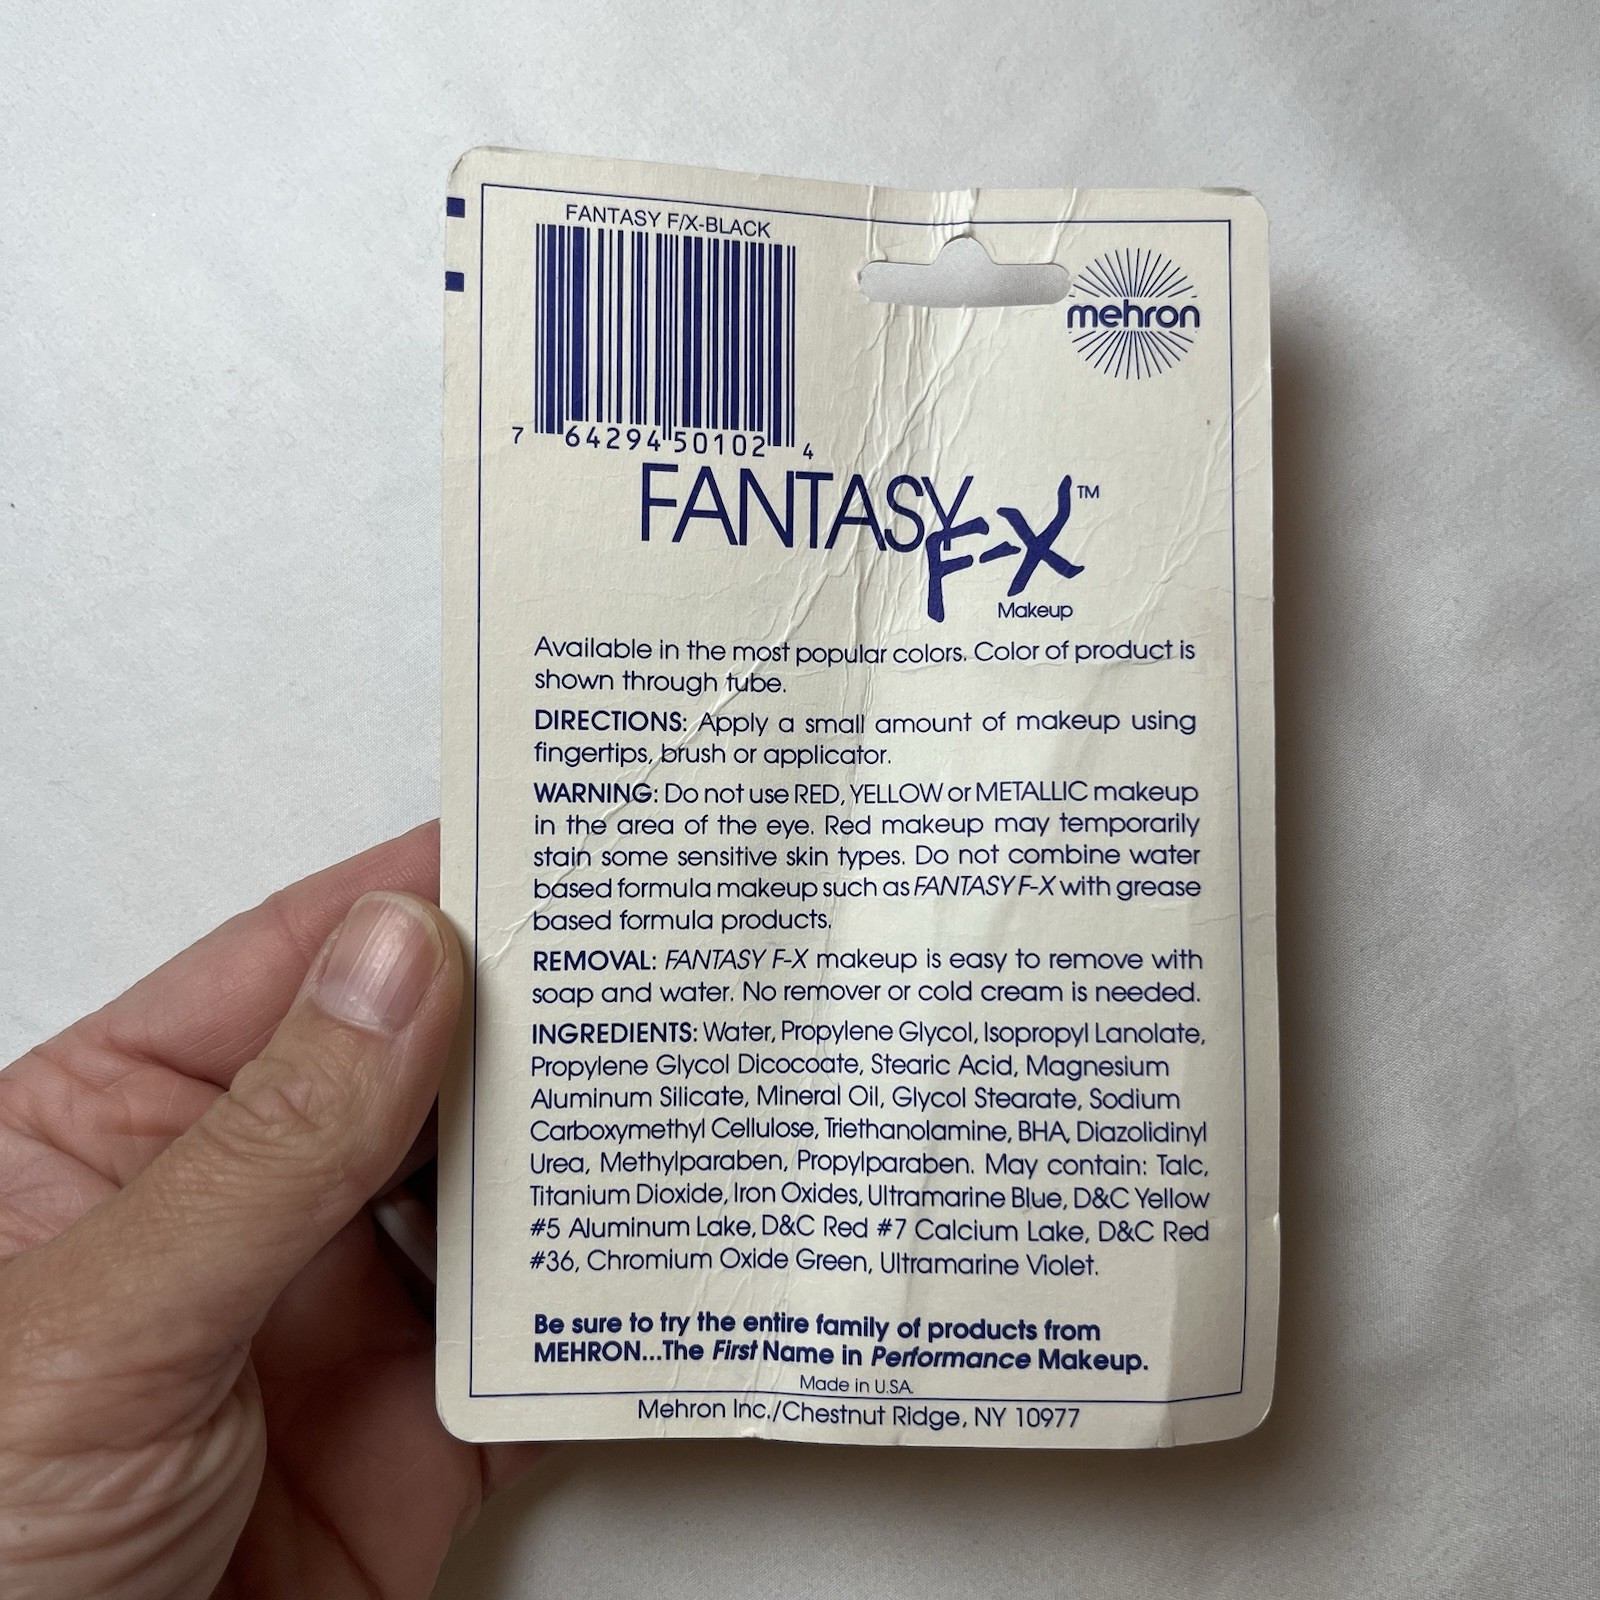 FANTASY F/X-BLACK
7 64294 50102 4
mehron
FANTASY F-X™
Makeup
Available in the most popular colors. Color of product is
shown through tube.
DIRECTIONS: Apply a small amount of makeup using
fingertips, brush or applicator.
WARNING: Do not use RED, YELLOW or METALLIC makeup
in the area of the eye. Red makeup may temporarily
stain some sensitive skin types. Do not combine water
based formula makeup such as FANTASY F-X with grease
based formula products.
REMOVAL: FANTASY F-X makeup is easy to remove with
soap and water. No remover or cold cream is needed.
INGREDIENTS: Water, Propylene Glycol, Isopropyl Lanolate,
Propylene Glycol Dicocoate, Stearic Acid, Magnesium
Aluminum Silicate, Mineral Oil, Glycol Stearate, Sodium
Carboxymethyl Cellulose, Triethanolamine, BHA, Diazolidinyl
Urea, Methylparaben, Propylparaben. May contain: Talc,
Titanium Dioxide, Iron Oxides, Ultramarine Blue, D&C Yellow
#5 Aluminum Lake, D&C Red #7 Calcium Lake, D&C Red
#36, Chromium Oxide Green, Ultramarine Violet.
Be sure to try the entire family of products from
MEHRON...The First Name in Performance Makeup.
Made in U.S.A.
Mehron Inc./Chestnut Ridge, NY 10977